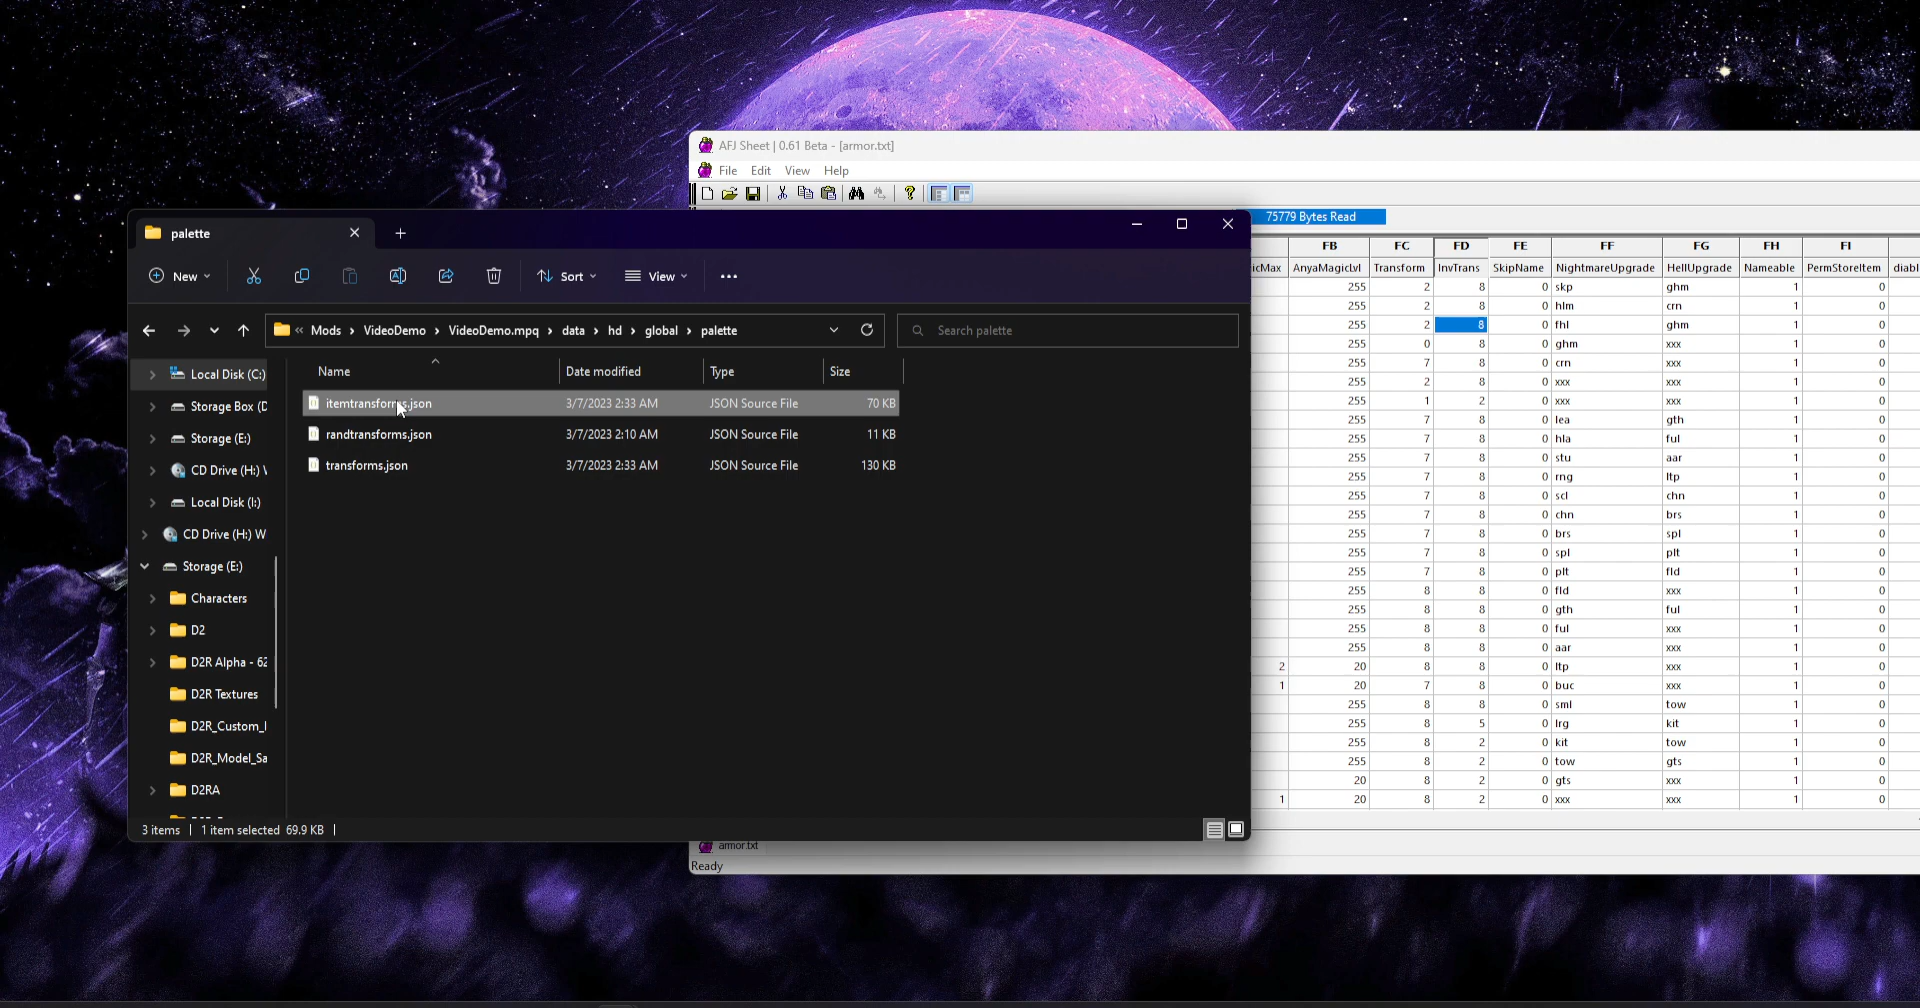 AFJ Sheet | 0.61 Beta - [armor.txt]
File Edit View Help
75779 Bytes Read
palette
New Sort View
Mods VideoDemo VideoDemo.mpq data hd global palette
Search palette
Name Date modified Type Size
itemtransforms.json 3/7/2023 2:33 AM JSON Source File 70 KB
randtransforms.json 3/7/2023 2:10 AM JSON Source File 11 KB
transforms.json 3/7/2023 2:33 AM JSON Source File 130 KB
Local Disk (C:)
Storage Box (D
Storage (E:)
CD Drive (H:) V
Local Disk (I:)
CD Drive (H:) W
Storage (E:)
Characters
D2
D2R Alpha - 62
D2R Textures
D2R_Custom_I
D2R_Model_Sa
D2RA
3 items 1 item selected 69.9 KB
FB FC FD FE FF FG FH FI
icMax AnyaMagicLvl Transform InvTrans SkipName NightmareUpgrade HellUpgrade Nameable PermStoreItem diabl
255 2 8 0 skp ghm 1 0
255 2 8 0 hlm crn 1 0
255 2 8 0 fhl ghm 1 0
255 0 8 0 ghm xxx 1 0
255 7 8 0 crn xxx 1 0
255 2 8 0 xxx xxx 1 0
255 1 2 0 xxx xxx 1 0
255 7 8 0 lea gth 1 0
255 7 8 0 hla ful 1 0
255 7 8 0 stu aar 1 0
255 7 8 0 rng ltp 1 0
255 7 8 0 scl chn 1 0
255 7 8 0 chn brs 1 0
255 7 8 0 brs spl 1 0
255 7 8 0 spl plt 1 0
255 7 8 0 plt fld 1 0
255 8 8 0 fld xxx 1 0
255 8 8 0 gth ful 1 0
255 8 8 0 ful xxx 1 0
255 8 8 0 aar xxx 1 0
2 20 8 8 0 ltp xxx 1 0
1 20 7 8 0 buc xxx 1 0
255 8 8 0 sml tow 1 0
255 8 5 0 lrg kit 1 0
255 8 2 0 kit tow 1 0
255 8 2 0 tow gts 1 0
20 8 2 0 gts xxx 1 0
1 20 8 2 0 xxx xxx 1 0
armor.txt
Ready